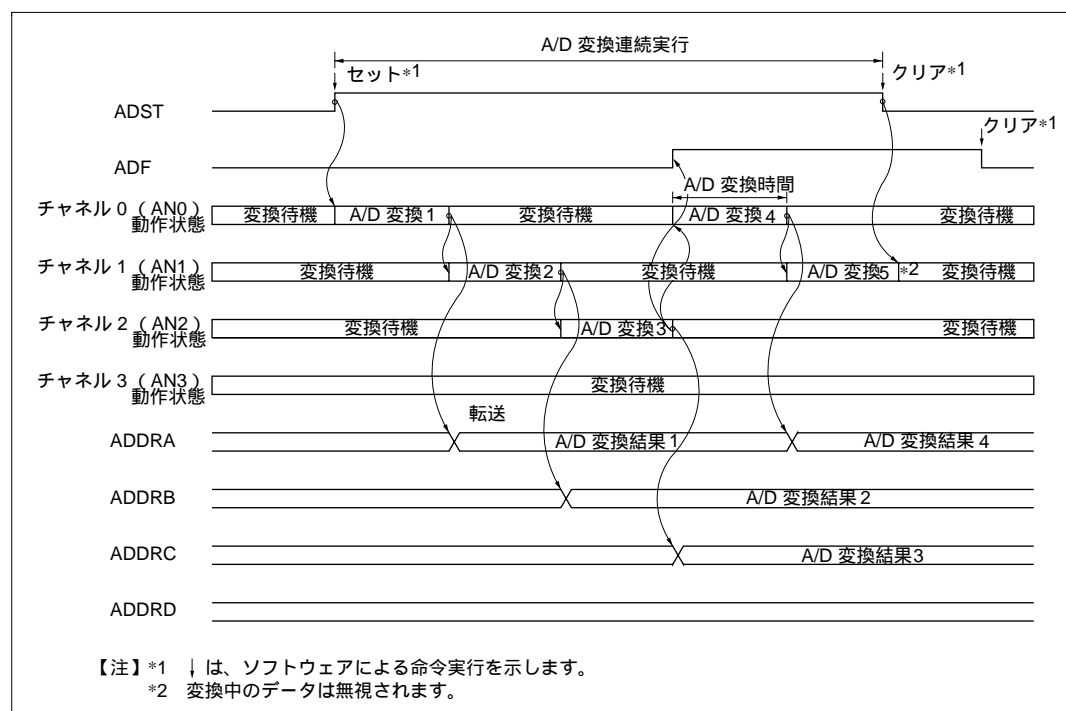 A/D 変換連続実行
セット*1
クリア*1
ADST
クリア*1
ADF
A/D 変換時間
チャネル 0 (AN0)
動作状態
変換待機
A/D 変換 1
変換待機
A/D 変換 4
変換待機
チャネル 1 (AN1)
動作状態
変換待機
A/D 変換2
変換待機
A/D 変換5
*2
変換待機
チャネル 2 (AN2)
動作状態
変換待機
A/D 変換3
変換待機
チャネル 3 (AN3)
動作状態
変換待機
転送
ADDRA
A/D 変換結果 1
A/D 変換結果 4
ADDRB
A/D 変換結果 2
ADDRC
A/D 変換結果3
ADDRD
【注】*1 ↓は、ソフトウェアによる命令実行を示します。
*2 変換中のデータは無視されます。